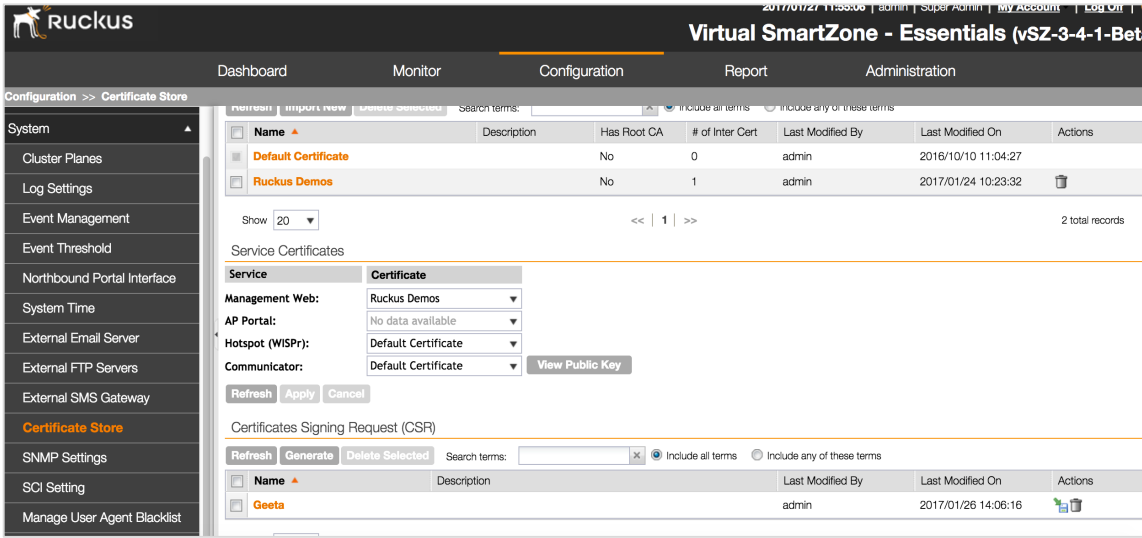 2017/01/27 11:55:06 | admin | Super Admin | My Account | Log Off |
RUCKUS
Virtual SmartZone - Essentials (vSZ-3-4-1-Bet
Dashboard Monitor Configuration Report Administration
Configuration >> Certificate Store
Refresh Import New Delete Selected Search terms: × Include all terms Include any of these terms
System
Cluster Planes
Log Settings
Event Management
Event Threshold
Northbound Portal Interface
System Time
External Email Server
External FTP Servers
External SMS Gateway
Certificate Store
SNMP Settings
SCI Setting
Manage User Agent Blacklist
Name Description Has Root CA # of Inter Cert Last Modified By Last Modified On Actions
Default Certificate No 0 admin 2016/10/10 11:04:27
Ruckus Demos No 1 admin 2017/01/24 10:23:32
Show 20 << | 1 | >> 2 total records
Service Certificates
Service Certificate
Management Web: Ruckus Demos
AP Portal: No data available
Hotspot (WISPr): Default Certificate
Communicator: Default Certificate View Public Key
Refresh Apply Cancel
Certificates Signing Request (CSR)
Refresh Generate Delete Selected Search terms: × Include all terms Include any of these terms
Name Description Last Modified By Last Modified On Actions
Geeta admin 2017/01/26 14:06:16